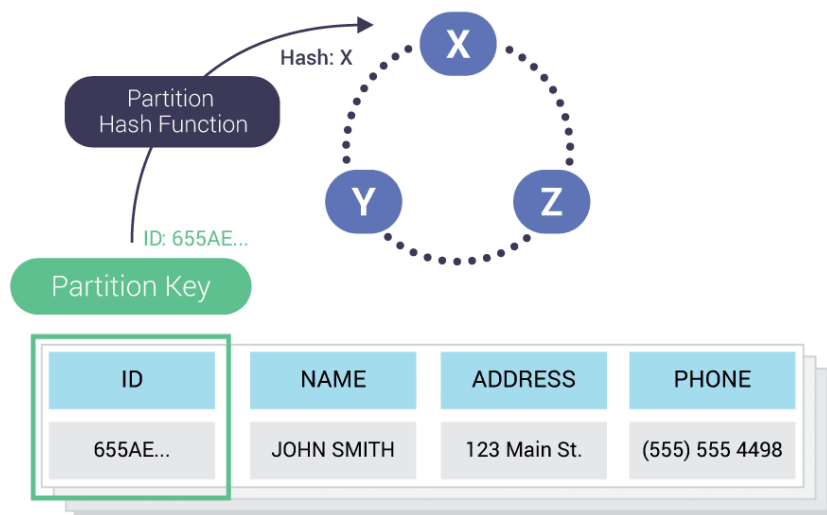 X
Hash: X
Partition
Hash Function
Y
Z
ID: 655AE...
Partition Key
ID NAME ADDRESS PHONE
655AE... JOHN SMITH 123 Main St. (555) 555 4498